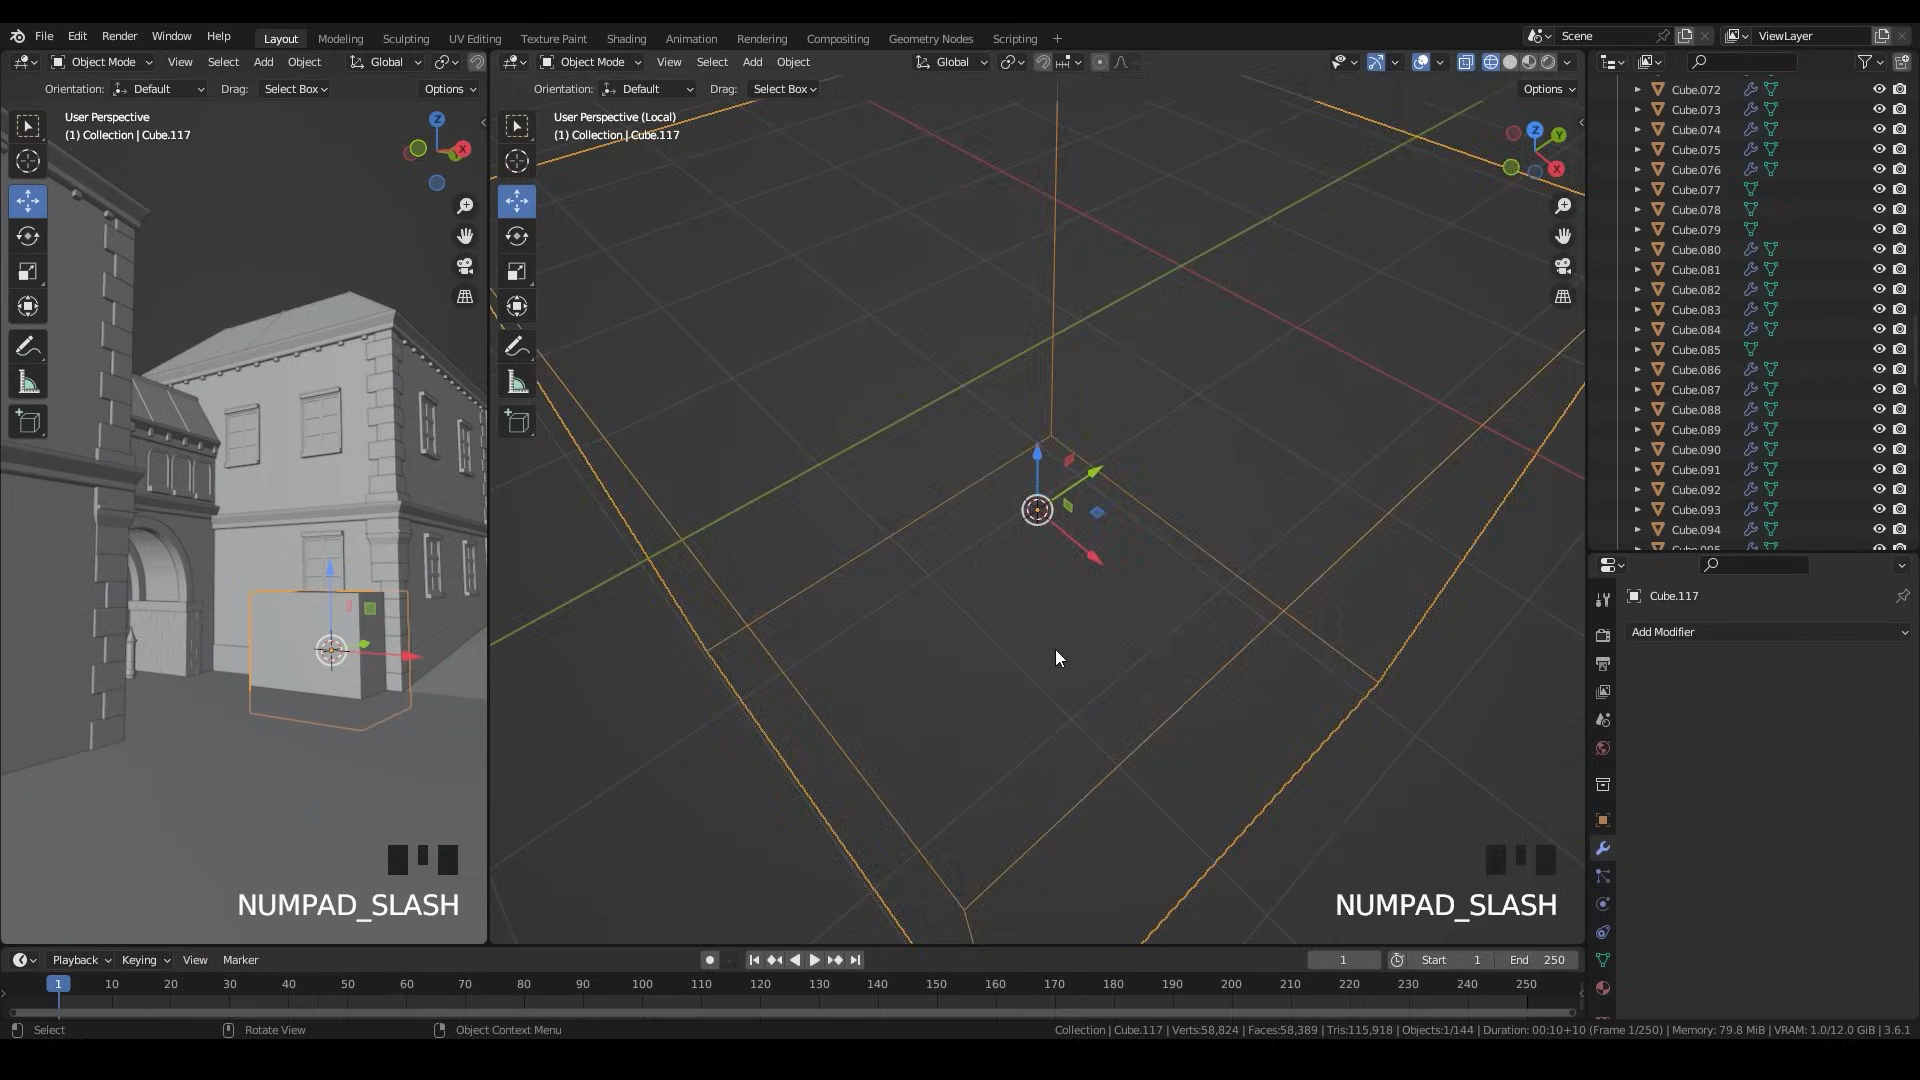 File Edit Render Window Help Layout Modeling Sculpting UV Editing Texture Paint Shading Animation Rendering Compositing Geometry Nodes Scripting + Scene ViewLayer
Object Mode View Select Add Object Global Object Mode View Select Add Object Global
Orientation: Default Drag: Select Box Options Orientation: Default Drag: Select Box Options
User Perspective
(1) Collection | Cube.117
User Perspective (Local)
(1) Collection | Cube.117
Z
X
Z
Y
X
Cube.072
Cube.073
Cube.074
Cube.075
Cube.076
Cube.077
Cube.078
Cube.079
Cube.080
Cube.081
Cube.082
Cube.083
Cube.084
Cube.085
Cube.086
Cube.087
Cube.088
Cube.089
Cube.090
Cube.091
Cube.092
Cube.093
Cube.094
Cube.095
Cube.117
Add Modifier
NUMPAD_SLASH
NUMPAD_SLASH
Playback Keying View Marker 1 Start 1 End 250
1 10 20 30 40 50 60 70 80 90 100 110 120 130 140 150 160 170 180 190 200 210 220 230 240 250
Select Rotate View Object Context Menu Collection | Cube.117 | Verts:58,824 | Faces:58,389 | Tris:115,918 | Objects:1/144 | Duration: 00:10+10 (Frame 1/250) | Memory: 79.8 MiB | VRAM: 1.0/12.0 GiB | 3.6.1